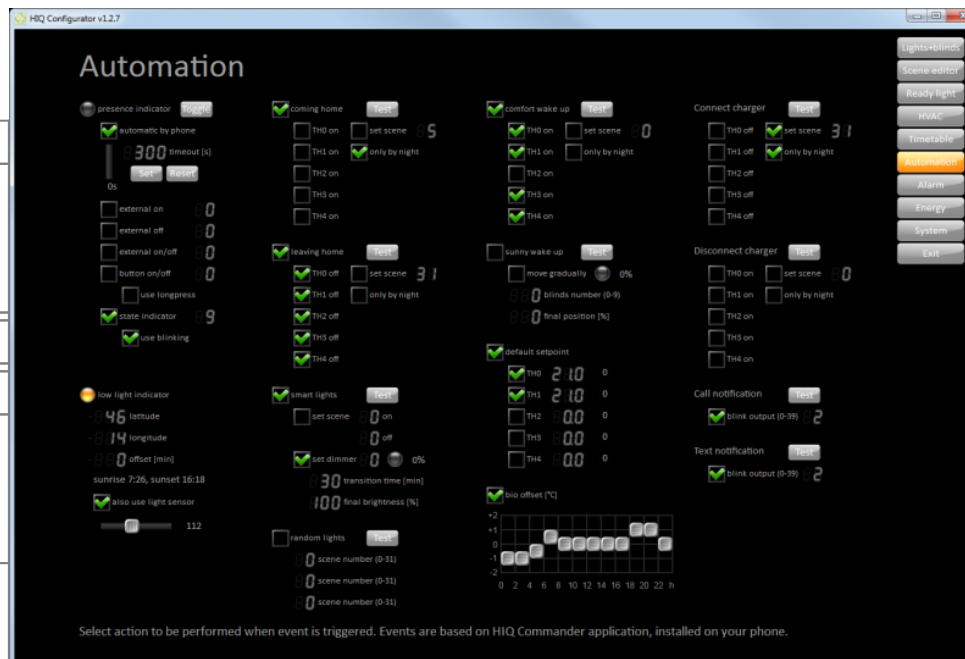 HIQ Configurator v1.2.7
Automation
presence indicator Toggle
automatic by phone
300 timeout [s]
Set Reset
0s
external on 0
external off 0
external on/off 0
button on/off 0
use longpress
state indicator 9
use blinking
low light indicator
46 latitude
14 longitude
0 offset [min]
sunrise 7:26, sunset 16:18
also use light sensor
112
coming home Test
TH0 on set scene 5
TH1 on only by night
TH2 on
TH3 on
TH4 on
leaving home Test
TH0 off set scene 31
TH1 off only by night
TH2 off
TH3 off
TH4 off
smart lights Test
set scene 0 on
0 off
set dimmer 0 0%
30 transition time [min]
100 final brightness [%]
random lights Test
0 scene number (0-31)
0 scene number (0-31)
0 scene number (0-31)
comfort wake up Test
TH0 on set scene 0
TH1 on only by night
TH2 on
TH3 on
TH4 on
sunny wake up Test
move gradually 0%
0 blinds number (0-9)
0 final position [%]
default setpoint
TH0 21.0 0
TH1 21.0 0
TH2 0.0 0
TH3 0.0 0
TH4 0.0 0
bio offset [°C]
+2
+1
0
-1
-2
0 2 4 6 8 10 12 14 16 18 20 22 h
Connect charger Test
TH0 off set scene 31
TH1 off only by night
TH2 off
TH3 off
TH4 off
Disconnect charger Test
TH0 on set scene 0
TH1 on only by night
TH2 on
TH3 on
TH4 on
Call notification Test
blink output (0-39) 2
Text notification Test
blink output (0-39) 2
Lights+blinds
Scene editor
Ready light
HVAC
Timetable
Automation
Alarm
Energy
System
Exit
Select action to be performed when event is triggered. Events are based on HIQ Commander application, installed on your phone.